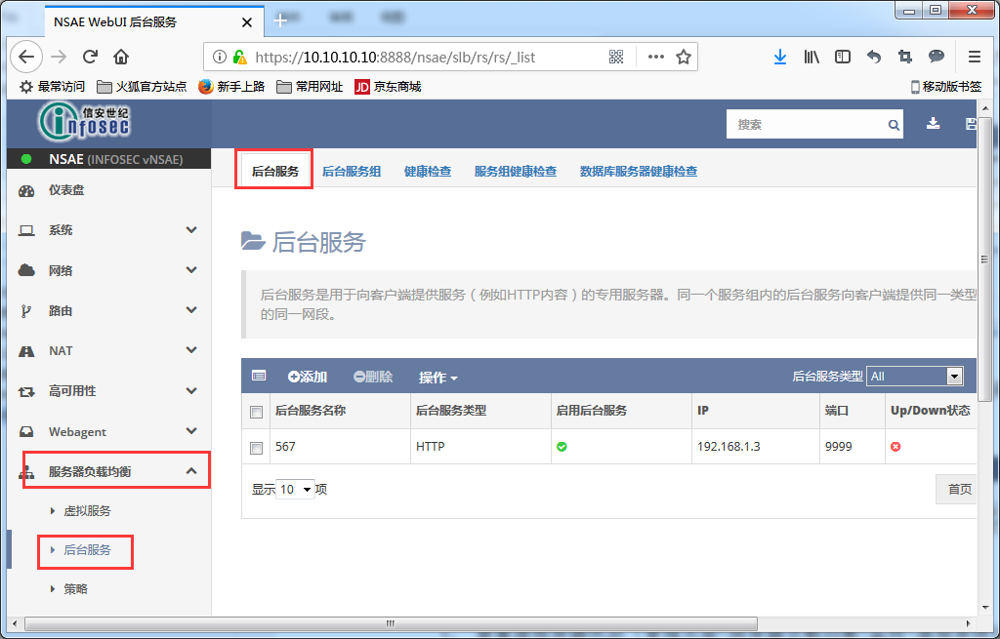 NSAE WebUI 后台服务
https://10.10.10.10:8888/nsae/slb/rs/rs/_list
最常访问 火狐官方站点 新手上路 常用网址 JD 京东商城 移动版书签
信安世纪
infosec
搜索
NSAE (INFOSEC vNSAE)
后台服务 后台服务组 健康检查 服务组健康检查 数据库服务器健康检查
仪表盘
系统
网络
路由
NAT
高可用性
Webagent
服务器负载均衡
虚拟服务
后台服务
策略
后台服务
后台服务是用于向客户端提供服务（例如HTTP内容）的专用服务器。同一个服务组内的后台服务向客户端提供同一类型
的同一网段。
添加 删除 操作 后台服务类型 All
后台服务名称 后台服务类型 启用后台服务 IP 端口 Up/Down状态
567 HTTP 192.168.1.3 9999
显示 10 项 首页